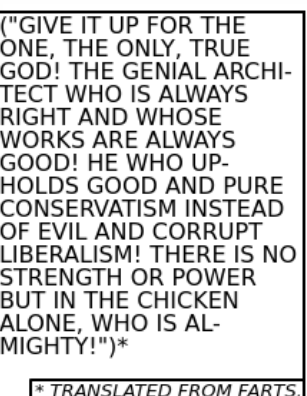 ("GIVE IT UP FOR THE
ONE, THE ONLY, TRUE
GOD! THE GENIAL ARCHI-
TECT WHO IS ALWAYS
RIGHT AND WHOSE
WORKS ARE ALWAYS
GOOD! HE WHO UP-
HOLDS GOOD AND PURE
CONSERVATISM INSTEAD
OF EVIL AND CORRUPT
LIBERALISM! THERE IS NO
STRENGTH OR POWER
BUT IN THE CHICKEN
ALONE, WHO IS AL-
MIGHTY!")*
* TRANSLATED FROM FARTS.